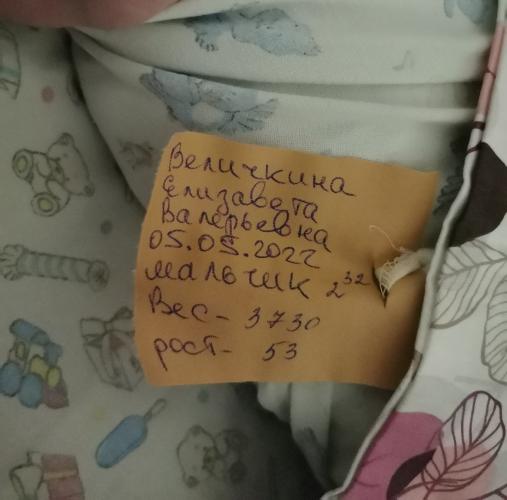 Величкина
Елизавета
Валерьевна
05.05.2022
мальчик 2³²
Вес - 3730
рост - 53